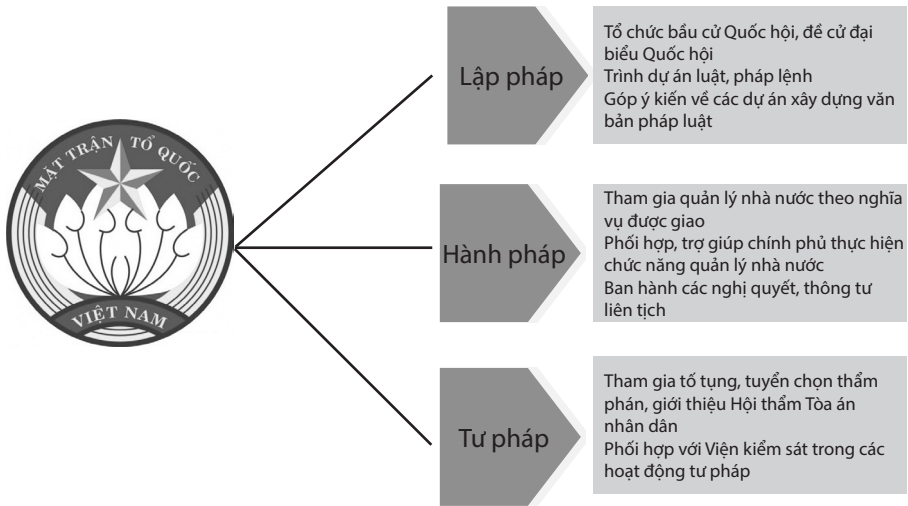 MẶT TRẬN TỔ QUỐC
VIỆT NAM
Lập pháp
Tổ chức bầu cử Quốc hội, đề cử đại
biểu Quốc hội
Trình dự án luật, pháp lệnh
Góp ý kiến về các dự án xây dựng văn
bản pháp luật
Hành pháp
Tham gia quản lý nhà nước theo nghĩa
vụ được giao
Phối hợp, trợ giúp chính phủ thực hiện
chức năng quản lý nhà nước
Ban hành các nghị quyết, thông tư
liên tịch
Tư pháp
Tham gia tố tụng, tuyển chọn thẩm
phán, giới thiệu Hội thẩm Tòa án
nhân dân
Phối hợp với Viện kiểm sát trong các
hoạt động tư pháp